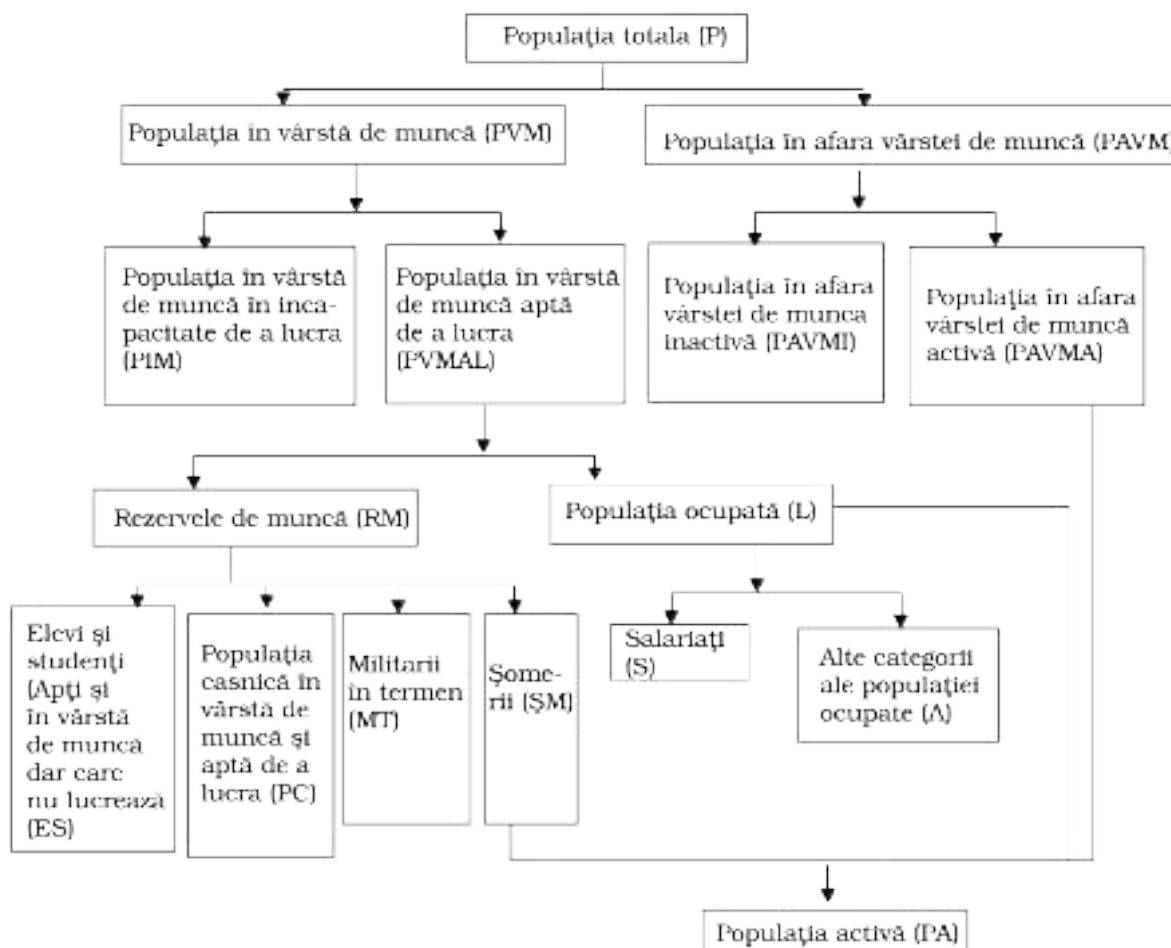 Populaţia totala (P)
Populaţia în vârstă de muncă (PVM)
Populaţia în afara vârstei de muncă (PAVM)
Populaţia în vârstă
de muncă în inca-
pacitate de a lucra
(PIM)
Populaţia în vârstă
de muncă aptă
de a lucra
(PVMAL)
Populaţia în afara
vârstei de munca
inactivă (PAVMI)
Populaţia în afara
vârstei de muncă
activă (PAVMA)
Rezervele de muncă (RM)
Populaţia ocupată (L)
Elevi şi
studenţi
(Apţi şi
în vârstă
de muncă
dar care
nu lucrează)
(ES)
Populaţia
casnică în
vârstă de
muncă şi
aptă de a
lucra (PC)
Militarii
în termen
(MT)
Şome-
rii (ŞM)
Salariaţi
(S)
Alte categorii
ale populaţiei
ocupate (A)
Populaţia activă (PA)